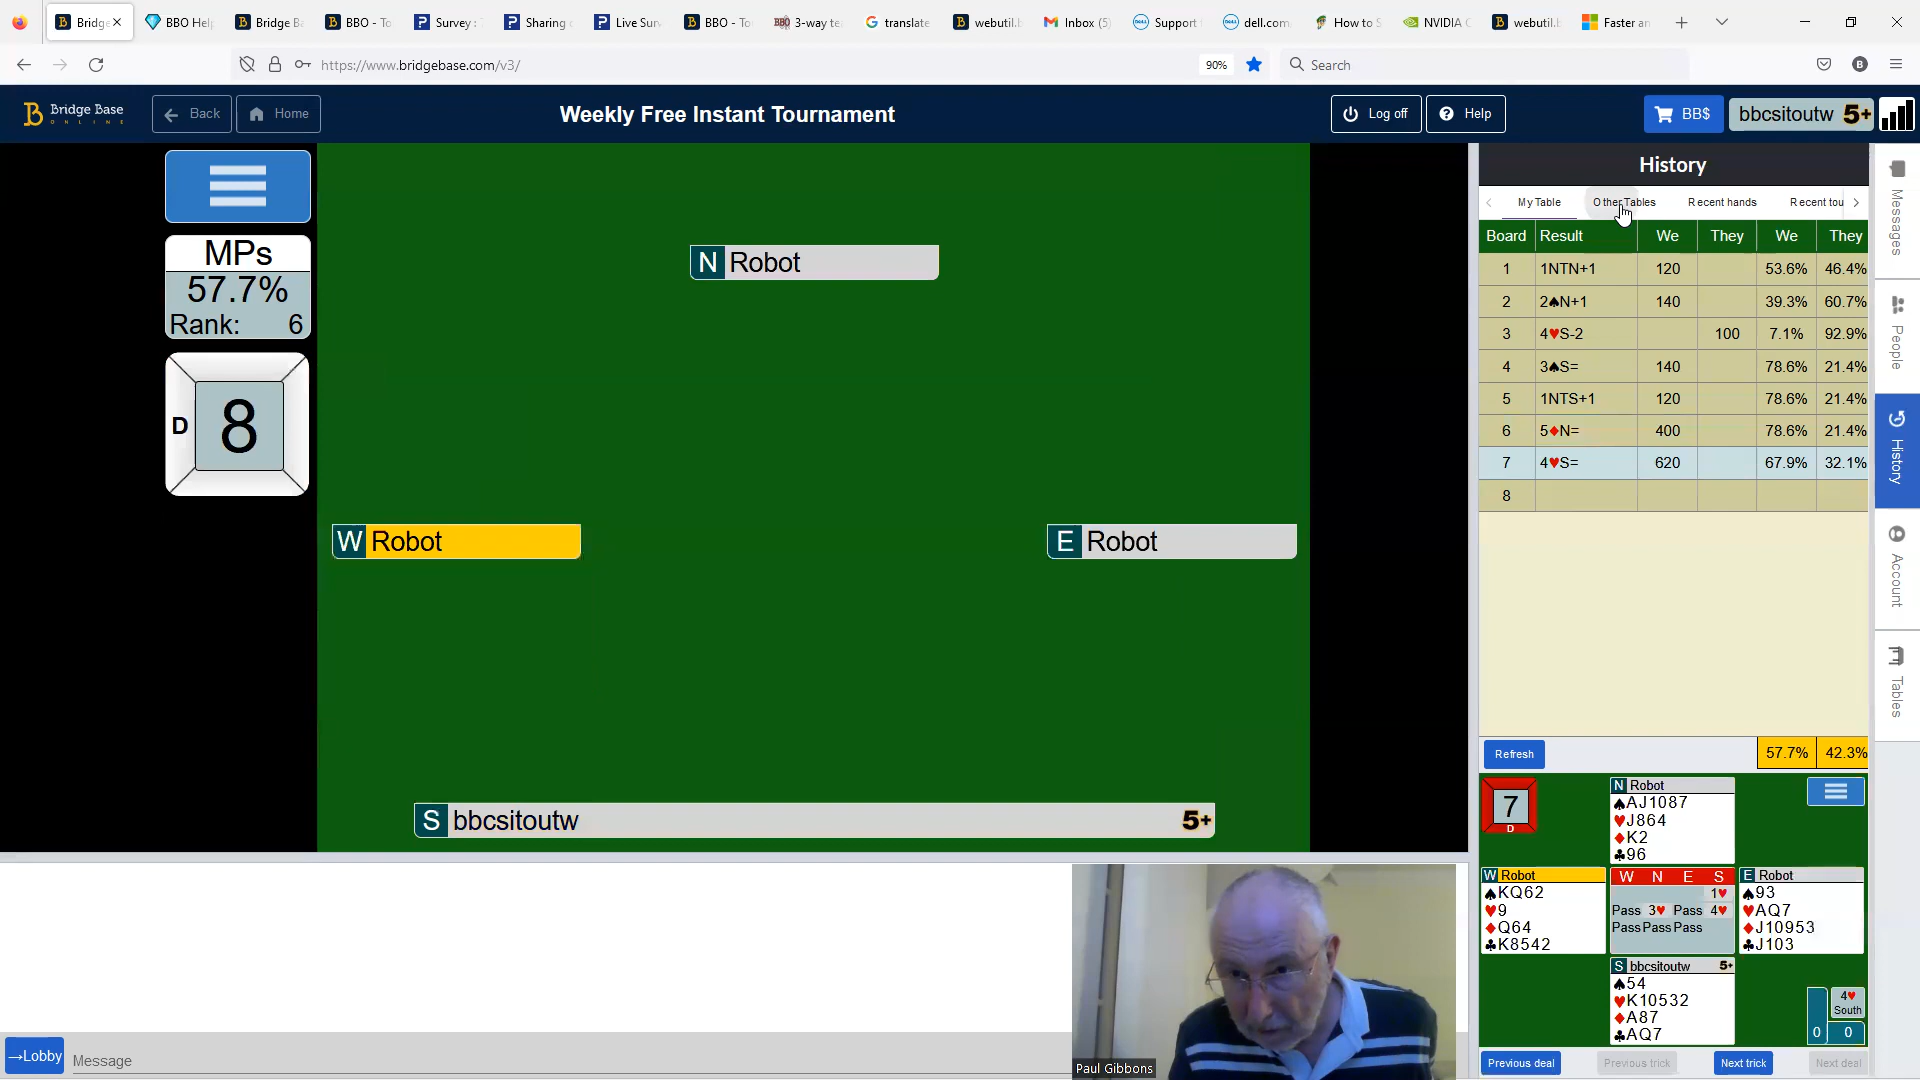 Bridge
BBO Help
Bridge Ba
BBO - To
Survey :
Sharing
Live Sur
BBO - To
3-way te
translate
webutil.b
Inbox (5)
Support
dell.com
How to S
NVIDIA
webutil.b
Faster an
https://www.bridgebase.com/v3/
90%
Search
Bridge Base
ONLINE
Back
Home
Weekly Free Instant Tournament
Log off
Help
BB$
bbcsitoutw 5+
MPs
57.7%
Rank: 6
D 8
N Robot
W Robot
E Robot
S bbcsitoutw 5+
→Lobby
Message
Paul Gibbons
History
My Table Other Tables Recent hands Recent tou
Board Result We They We They
1 1NTN+1 120 53.6% 46.4%
2 2♠N+1 140 39.3% 60.7%
3 4♥S-2 100 7.1% 92.9%
4 3♠S= 140 78.6% 21.4%
5 1NTS+1 120 78.6% 21.4%
6 5♦N= 400 78.6% 21.4%
7 4♥S= 620 67.9% 32.1%
8
Refresh
57.7% 42.3%
7
D
N Robot
♠AJ1087
♥J864
♦K2
♣96
W Robot
♠KQ62
♥9
♦Q64
♣K8542
W N E S
1♥
Pass 3♥ Pass 4♥
Pass Pass Pass
E Robot
♠93
♥AQ7
♦J10953
♣J103
S bbcsitoutw 5+
♠54
♥K10532
♦A87
♣AQ7
4♥
South
0 0
Previous deal
Previous trick
Next trick
Next deal
Messages
People
History
Account
Tables